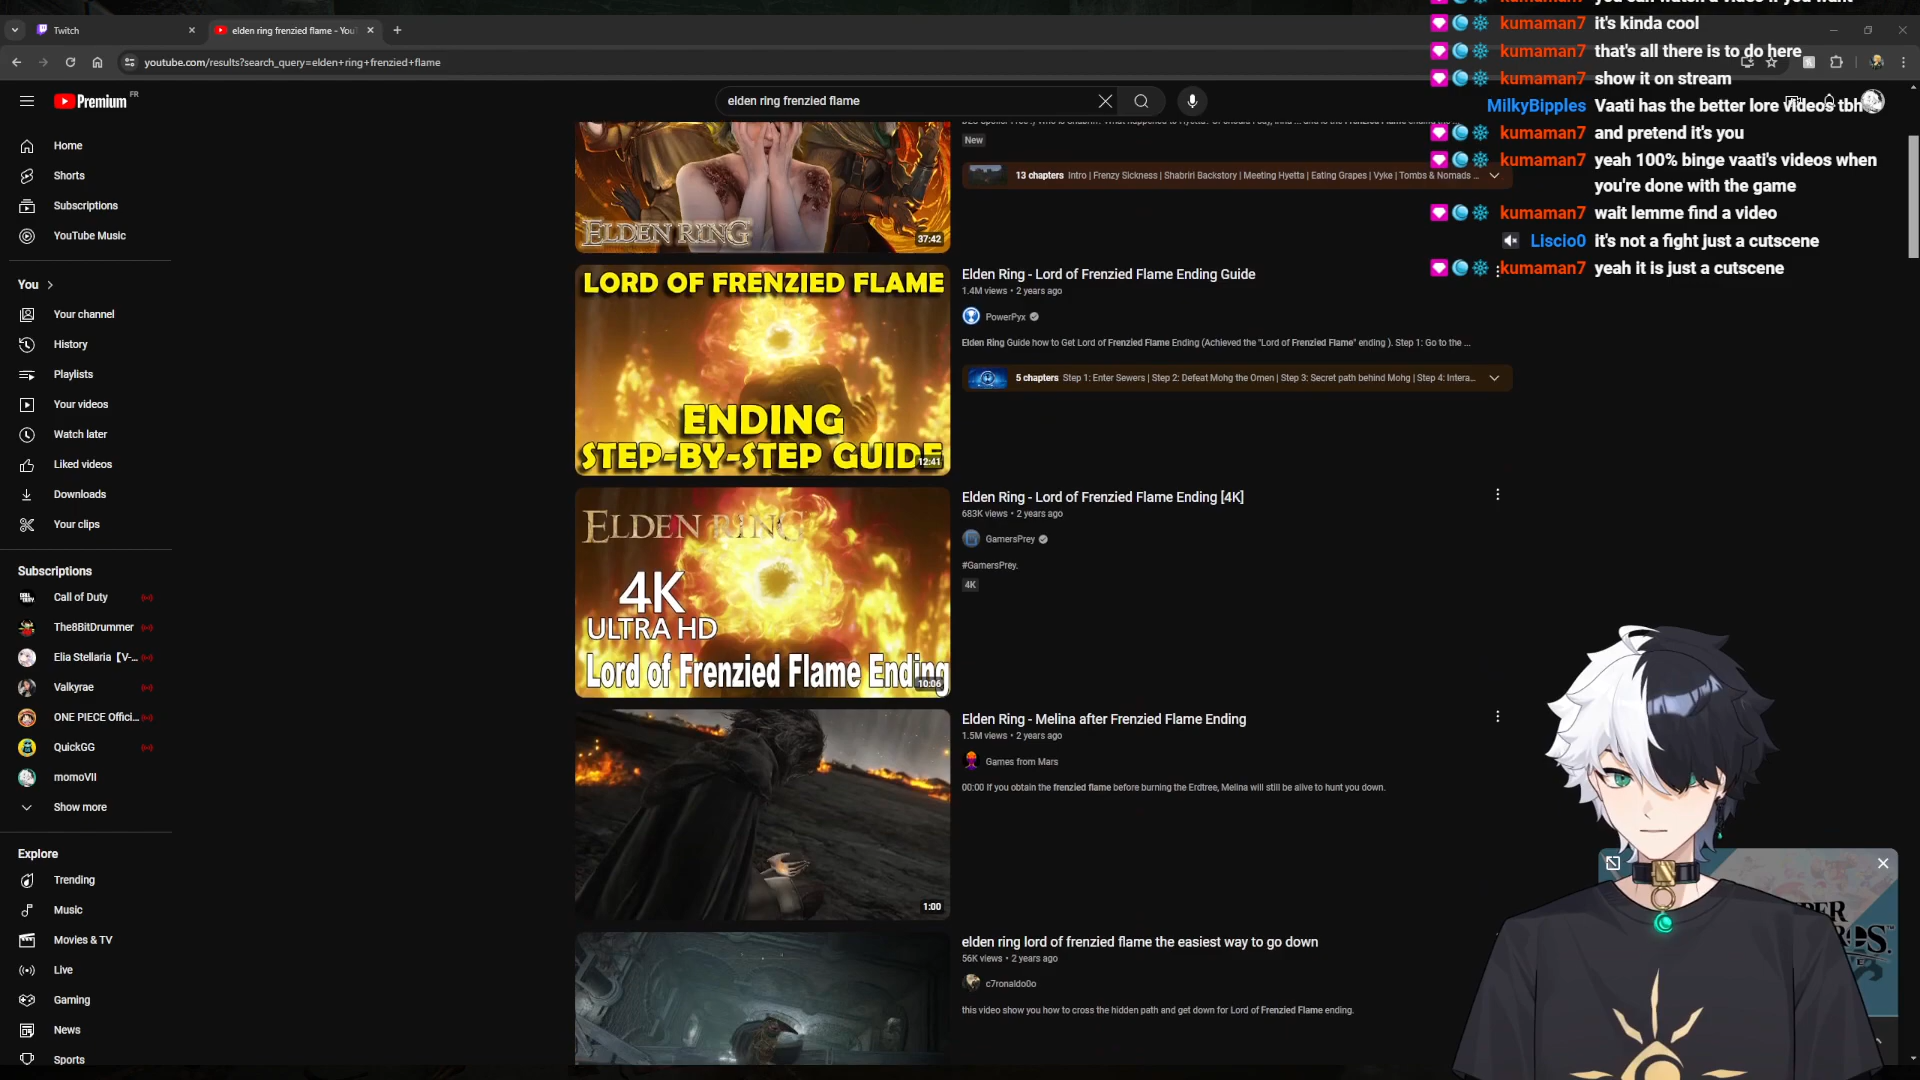 Twitch
elden ring frenzied flame - You
youtube.com/results?search_query=elden+ring+frenzied+flame
Premium FR
elden ring frenzied flame
Home
Shorts
Subscriptions
YouTube Music
You
Your channel
History
Playlists
Your videos
Watch later
Liked videos
Downloads
Your clips
Subscriptions
Call of Duty
The8BitDrummer
Elia Stellaria【V-...
Valkyrae
ONE PIECE Offici...
QuickGG
momoVII
Show more
Explore
Trending
Music
Movies & TV
Live
Gaming
News
Sports
ELDEN RING
37:42
New
13 chapters Intro | Frenzy Sickness | Shabriri Backstory | Meeting Hyetta | Eating Grapes | Vyke | Tombs & Nomads ...
LORD OF FRENZIED FLAME
ENDING
STEP-BY-STEP GUIDE
12:41
Elden Ring - Lord of Frenzied Flame Ending Guide
1.4M views • 2 years ago
PowerPyx
Elden Ring Guide how to Get Lord of Frenzied Flame Ending (Achieved the "Lord of Frenzied Flame" ending ). Step 1: Go to the ...
5 chapters Step 1: Enter Sewers | Step 2: Defeat Mohg the Omen | Step 3: Secret path behind Mohg | Step 4: Intera...
ELDEN RING
4K
ULTRA HD
Lord of Frenzied Flame Ending
10:06
Elden Ring - Lord of Frenzied Flame Ending [4K]
683K views • 2 years ago
GamersPrey
#GamersPrey.
4K
1:00
Elden Ring - Melina after Frenzied Flame Ending
1.5M views • 2 years ago
Games from Mars
00:00 If you obtain the frenzied flame before burning the Erdtree, Melina will still be alive to hunt you down.
elden ring lord of frenzied flame the easiest way to go down
56K views • 2 years ago
c7ronaldo0o
this video show you how to cross the hidden path and get down for Lord of Frenzied Flame ending.
kumaman7 it's kinda cool
kumaman7 that's all there is to do here
kumaman7 show it on stream
MilkyBipples Vaati has the better lore videos tbh
kumaman7 and pretend it's you
kumaman7 yeah 100% binge vaati's videos when
you're done with the game
kumaman7 wait lemme find a video
Liscio0 it's not a fight just a cutscene
kumaman7 yeah it is just a cutscene